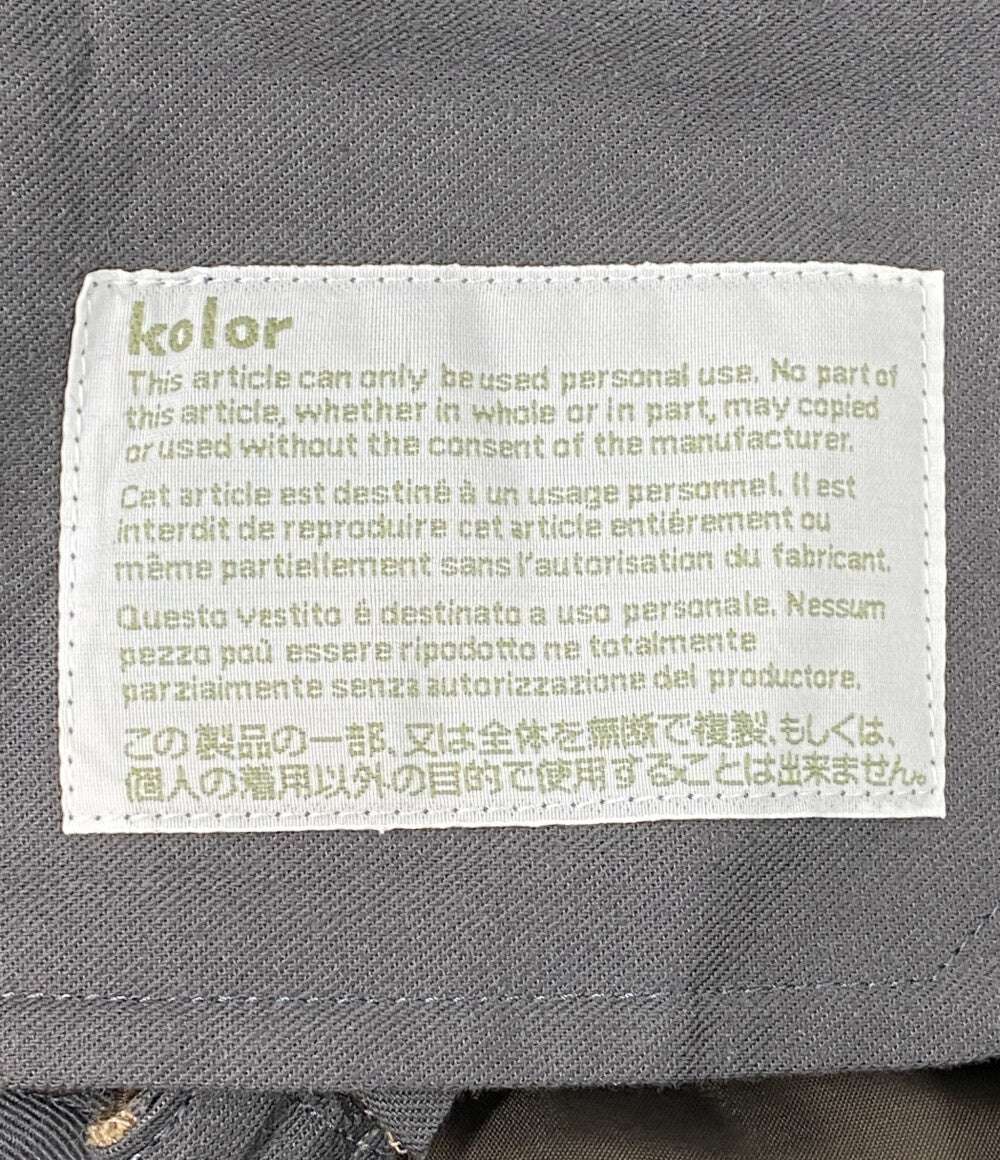 kolor
This article can only be used personal use. No part of
this article, whether in whole or in part, may copied
or used without the consent of the manufacturer.
Cet article est destiné à un usage personnel. Il est
interdit de reproduire cet article entiérement ou
même partiellement sans l'autorisation du fabricant.
Questo vestito é destinato a uso personale. Nessum
pezzo poù essere ripodotto ne totalmente
parzialmente senza autorizzazione del productore.
この製品の一部、又は全体を無断で複製、もしくは、
個人の着用以外の目的で使用することは出来ません。